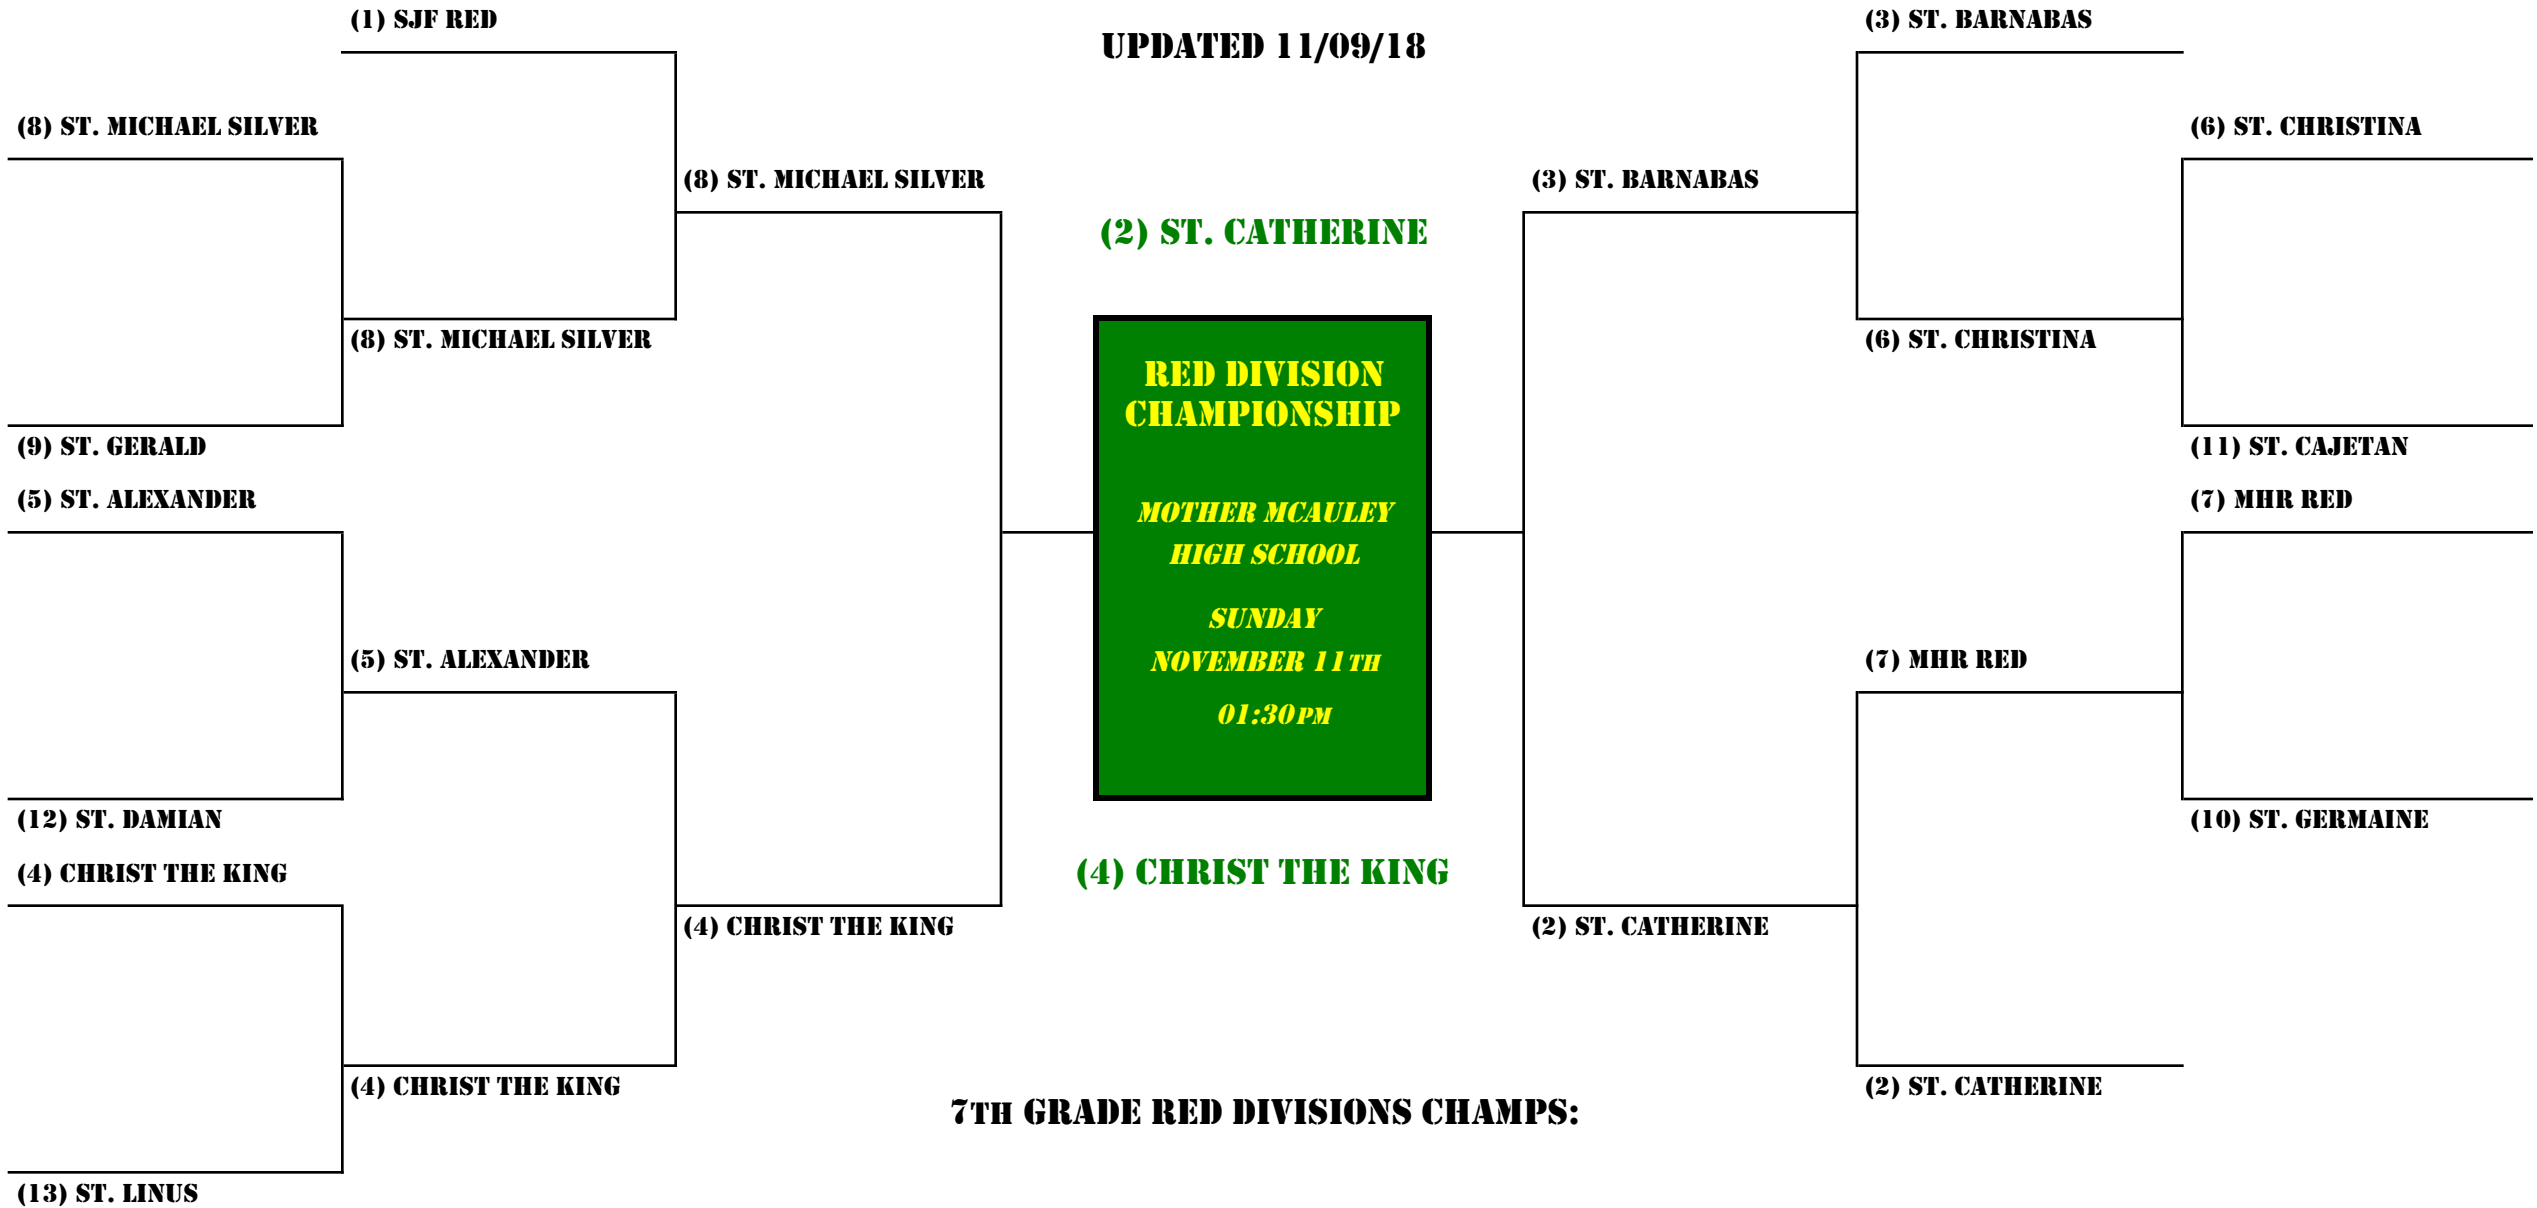 (1) SJF RED
(3) ST. BARNABAS
UPDATED 11/09/18
(8) ST. MICHAEL SILVER
(6) ST. CHRISTINA
(8) ST. MICHAEL SILVER
(3) ST. BARNABAS
(2) ST. CATHERINE
(8) ST. MICHAEL SILVER
(6) ST. CHRISTINA
RED DIVISION
CHAMPIONSHIP
(9) ST. GERALD
(11) ST. CAJETAN
(5) ST. ALEXANDER
(7) MHR RED
MOTHER MCAULEY
HIGH SCHOOL
SUNDAY
NOVEMBER 11TH
(5) ST. ALEXANDER
(7) MHR RED
01:30PM
(12) ST. DAMIAN
(10) ST. GERMAINE
(4) CHRIST THE KING
(4) CHRIST THE KING
(4) CHRIST THE KING
(2) ST. CATHERINE
(4) CHRIST THE KING
(2) ST. CATHERINE
7TH GRADE RED DIVISIONS CHAMPS:
(13) ST. LINUS